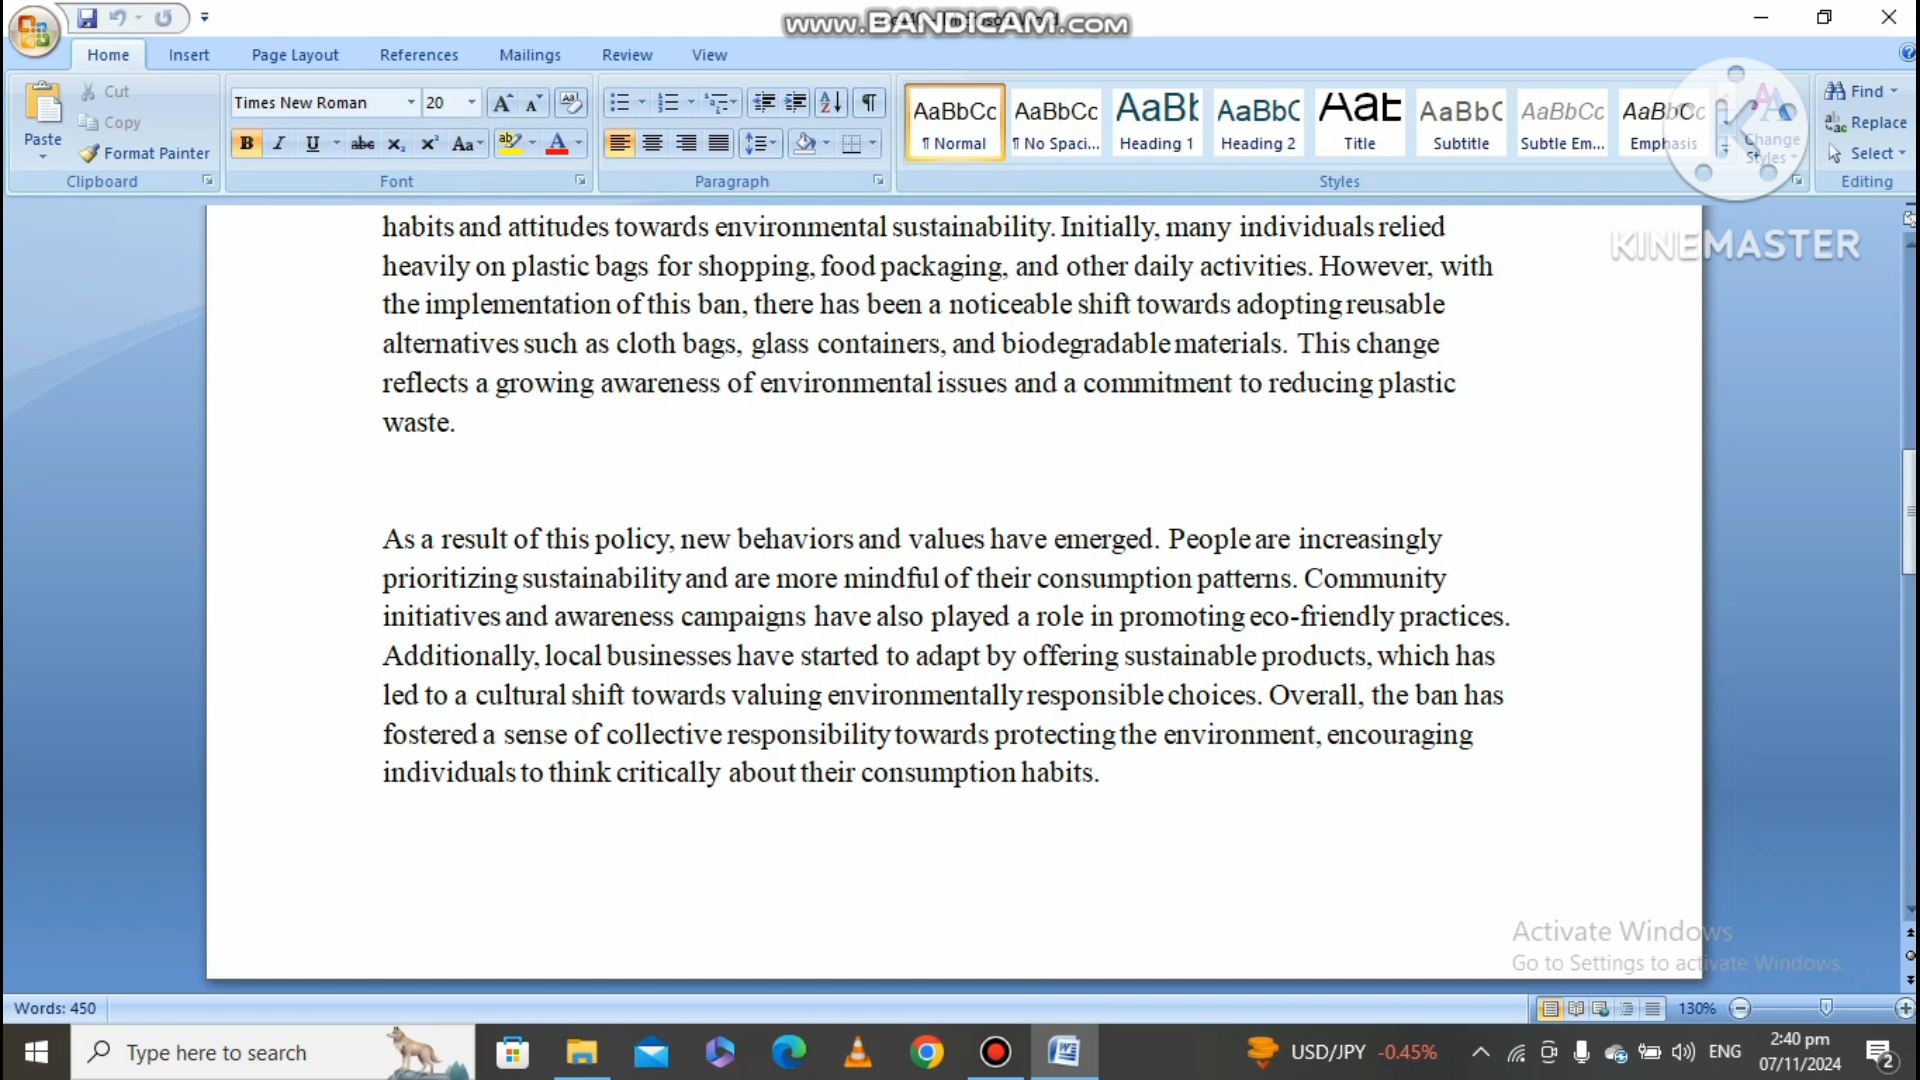 www.BANDICAM.com
Home Insert Page Layout References Mailings Review View
Paste
Cut
Copy
Format Painter
Clipboard
Times New Roman 20
B I U abc x₂ x² Aa
Font
Paragraph
AaBbCc AaBbCc AaBb AaBbC AaB AaBbC AaBbCc AaBbCc
¶ Normal ¶ No Spaci... Heading 1 Heading 2 Title Subtitle Subtle Em... Emphasis
Change Styles
Styles
Find
Replace
Select
Editing
KINEMASTER
habits and attitudes towards environmental sustainability. Initially, many individuals relied
heavily on plastic bags for shopping, food packaging, and other daily activities. However, with
the implementation of this ban, there has been a noticeable shift towards adopting reusable
alternatives such as cloth bags, glass containers, and biodegradable materials. This change
reflects a growing awareness of environmental issues and a commitment to reducing plastic
waste.
As a result of this policy, new behaviors and values have emerged. People are increasingly
prioritizing sustainability and are more mindful of their consumption patterns. Community
initiatives and awareness campaigns have also played a role in promoting eco-friendly practices.
Additionally, local businesses have started to adapt by offering sustainable products, which has
led to a cultural shift towards valuing environmentally responsible choices. Overall, the ban has
fostered a sense of collective responsibility towards protecting the environment, encouraging
individuals to think critically about their consumption habits.
Activate Windows
Go to Settings to activate Windows.
Words: 450
130%
Type here to search
USD/JPY -0.45%
ENG
2:40 pm
07/11/2024
2